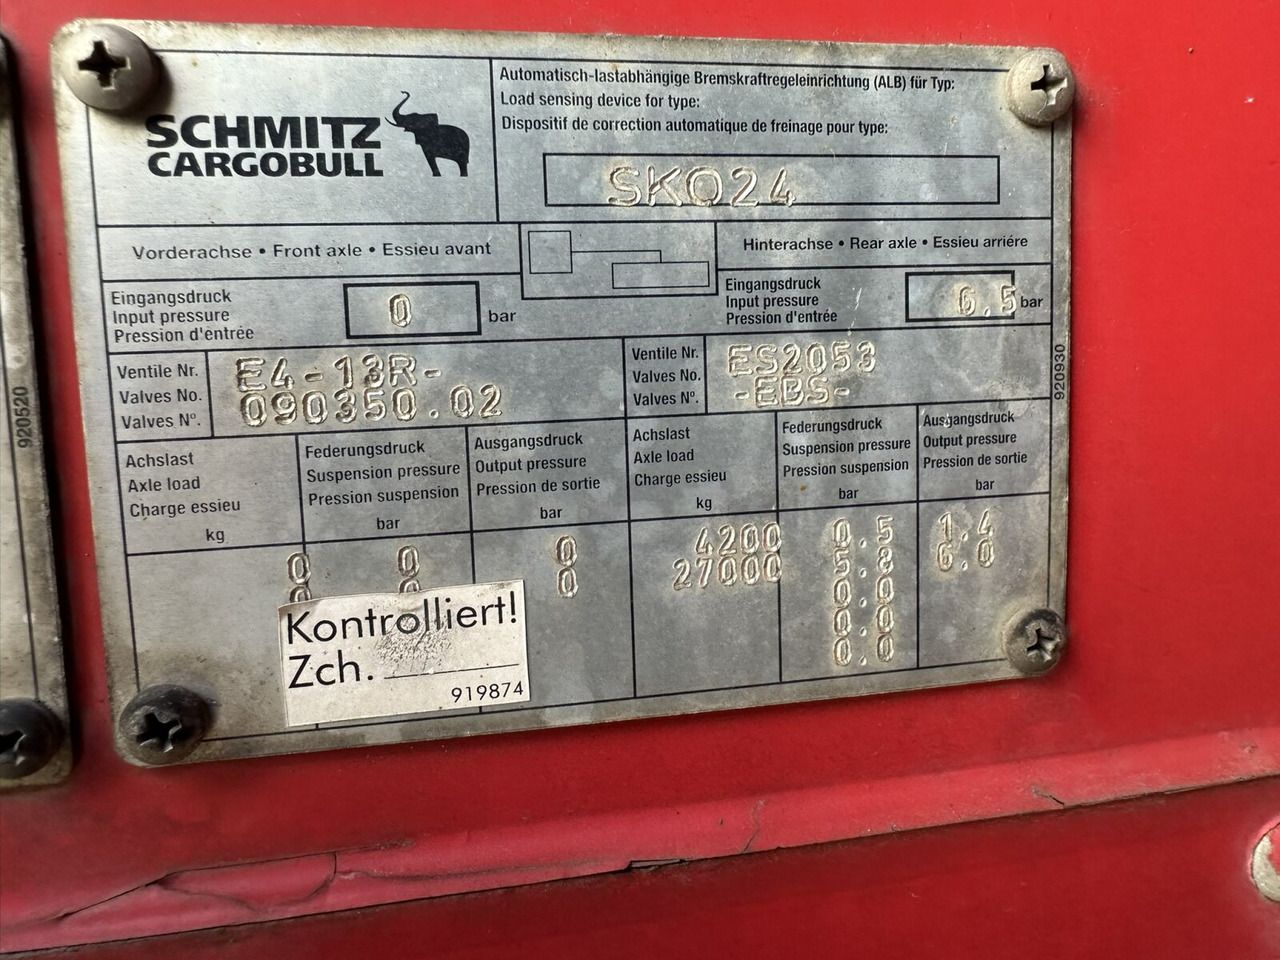 SCHMITZ
CARGOBULL
Automatisch-lastabhängige Bremskraftregeleinrichtung (ALB) für Typ:
Load sensing device for type:
Dispositif de correction automatique de freinage pour type:
SKO24
Vorderachse • Front axle • Essieu avant
Hinterachse • Rear axle • Essieu arriére
Eingangsdruck
Input pressure
Pression d'entrée
0 bar
Eingangsdruck
Input pressure
Pression d'entrée
6.5 bar
Ventile Nr.
Valves No.
Valves Nº.
E4-13R-
090350.02
Ventile Nr.
Valves No.
Valves Nº.
ES2053
-EBS-
Achslast
Axle load
Charge essieu
kg
Federungsdruck
Suspension pressure
Pression suspension
bar
Ausgangsdruck
Output pressure
Pression de sortie
bar
Achslast
Axle load
Charge essieu
kg
Federungsdruck
Suspension pressure
Pression suspension
bar
Ausgangsdruck
Output pressure
Pression de sortie
bar
0 0 0
0 0 0
4200 0.5 1.4
27000 5.8 6.0
0.0
0.0
0.0
Kontrolliert!
Zch.
919874
920520
920930